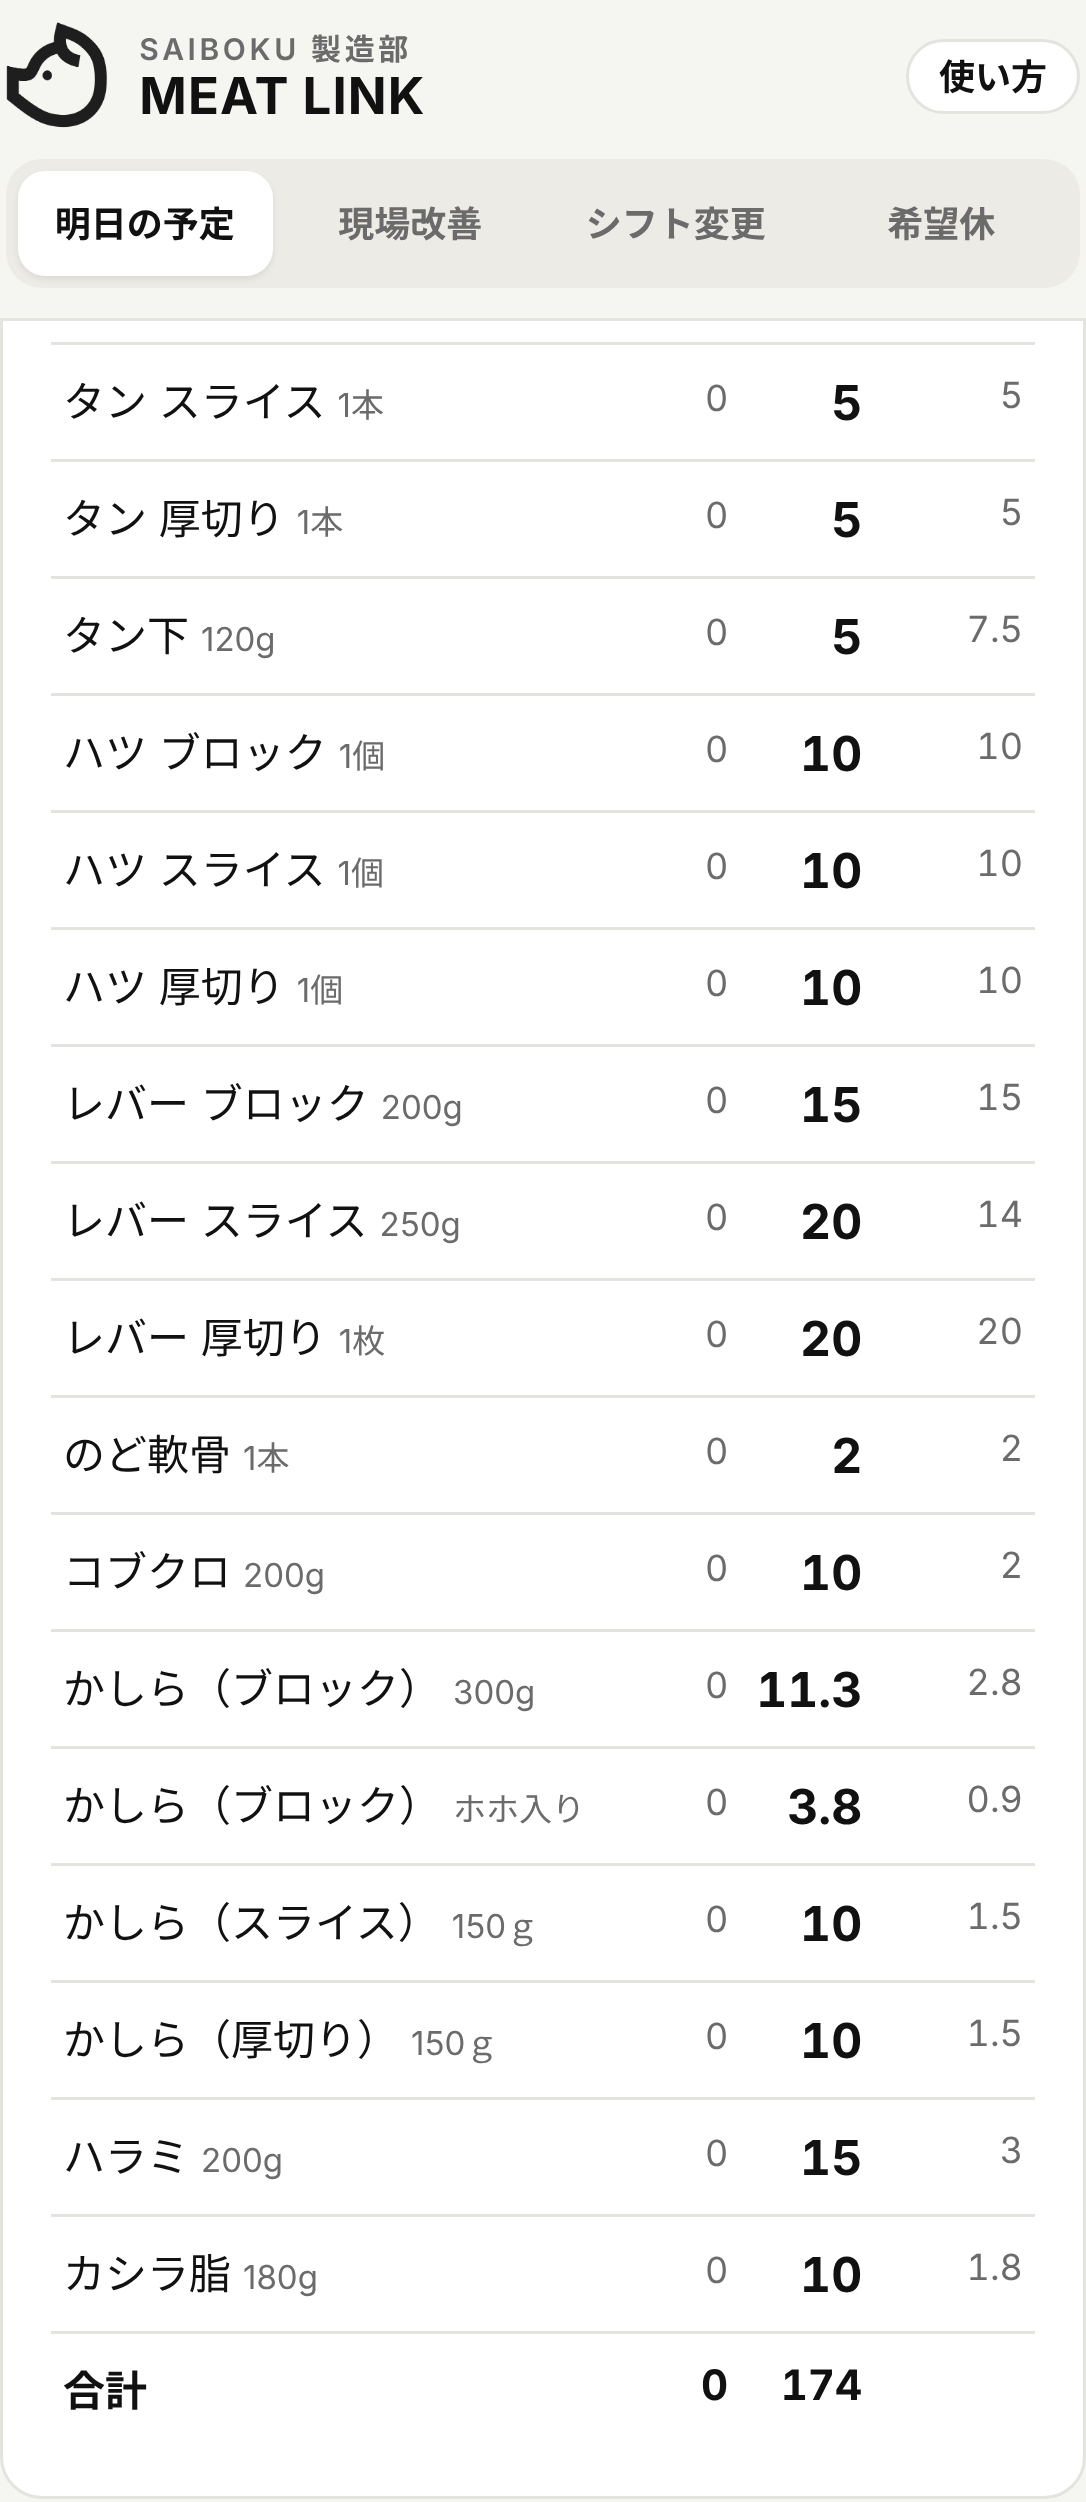 SAIBOKU 製造部
MEAT LINK
使い方
明日の予定 現場改善 シフト変更 希望休
タン スライス 1本 0 5 5
タン 厚切り 1本 0 5 5
タン下 120g 0 5 7.5
ハツ ブロック 1個 0 10 10
ハツ スライス 1個 0 10 10
ハツ 厚切り 1個 0 10 10
レバー ブロック 200g 0 15 15
レバー スライス 250g 0 20 14
レバー 厚切り 1枚 0 20 20
のど軟骨 1本 0 2 2
コブクロ 200g 0 10 2
かしら（ブロック） 300g 0 11.3 2.8
かしら（ブロック） ホホ入り 0 3.8 0.9
かしら（スライス） 150ｇ 0 10 1.5
かしら（厚切り） 150ｇ 0 10 1.5
ハラミ 200g 0 15 3
カシラ脂 180g 0 10 1.8
合計 0 174